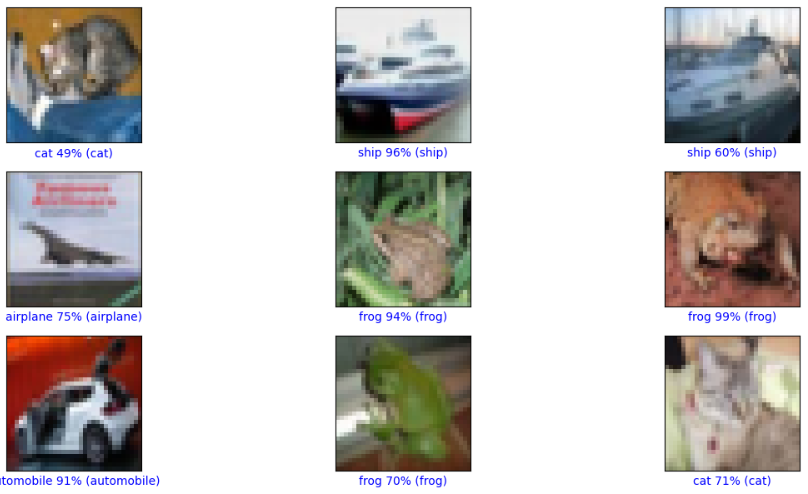 cat 49% (cat)
ship 96% (ship)
ship 60% (ship)
airplane 75% (airplane)
frog 94% (frog)
frog 99% (frog)
utomobile 91% (automobile)
frog 70% (frog)
cat 71% (cat)